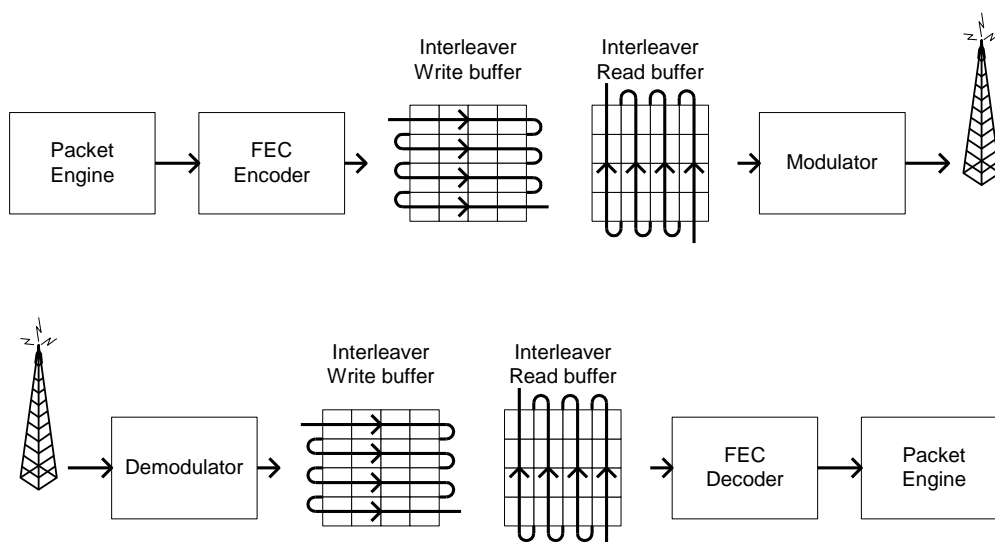 Interleaver
Write buffer
Interleaver
Read buffer
Packet
Engine
FEC
Encoder
Modulator
Interleaver
Write buffer
Interleaver
Read buffer
Demodulator
FEC
Decoder
Packet
Engine